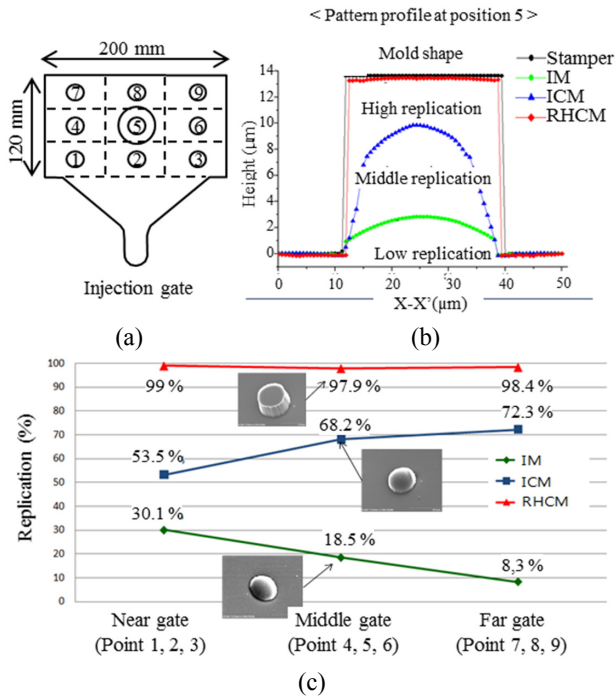 < Pattern profile at position 5 >
200 mm
120 mm
7 8 9
4 5 6
1 2 3
Injection gate
(a)
Mold shape
Stamper
IM
ICM
RHCM
High replication
Middle replication
Low replication
Height (μm)
14
12
10
8
6
4
2
0
0 10 20 30 40 50
X-X'(μm)
(b)
Replication (%)
100
90
80
70
60
50
40
30
20
10
0
99 %
97.9 %
98.4 %
53.5 %
68.2 %
72.3 %
30.1 %
18.5 %
8,3 %
IM
ICM
RHCM
Near gate
(Point 1, 2, 3)
Middle gate
(Point 4, 5, 6)
Far gate
(Point 7, 8, 9)
(c)